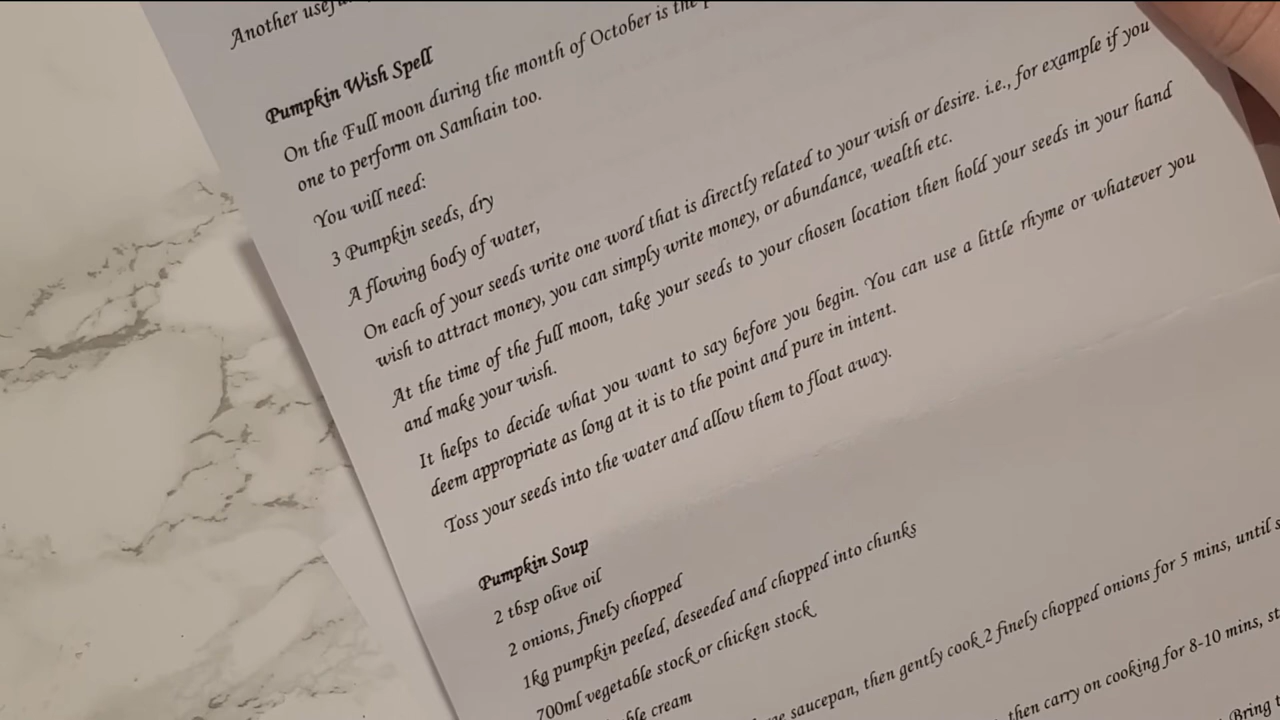 Another
Pumpkin Wish Spell
On the Full moon during the month of October is the
one to perform on Samhain too.
You will need:
3 Pumpkin seeds, dry
A flowing body of water,
On each of your seeds write one word that is directly related to your wish or desire. i.e., for example if you
wish to attract money, you can simply write money, or abundance, wealth etc.
At the time of the full moon, take your seeds to your chosen location then hold your seeds in your hand
and make your wish.
It helps to decide what you want to say before you begin. You can use a little rhyme or whatever you
deem appropriate as long at it is to the point and pure in intent.
Toss your seeds into the water and allow them to float away.
Pumpkin Soup
2 tbsp olive oil
2 onions, finely chopped
1kg pumpkin peeled, deseeded and chopped into chunks
700ml vegetable stock or chicken stock
cream
saucepan, then gently cook 2 finely chopped onions for 5 mins, until
then carry on cooking for 8-10 mins,
Bring